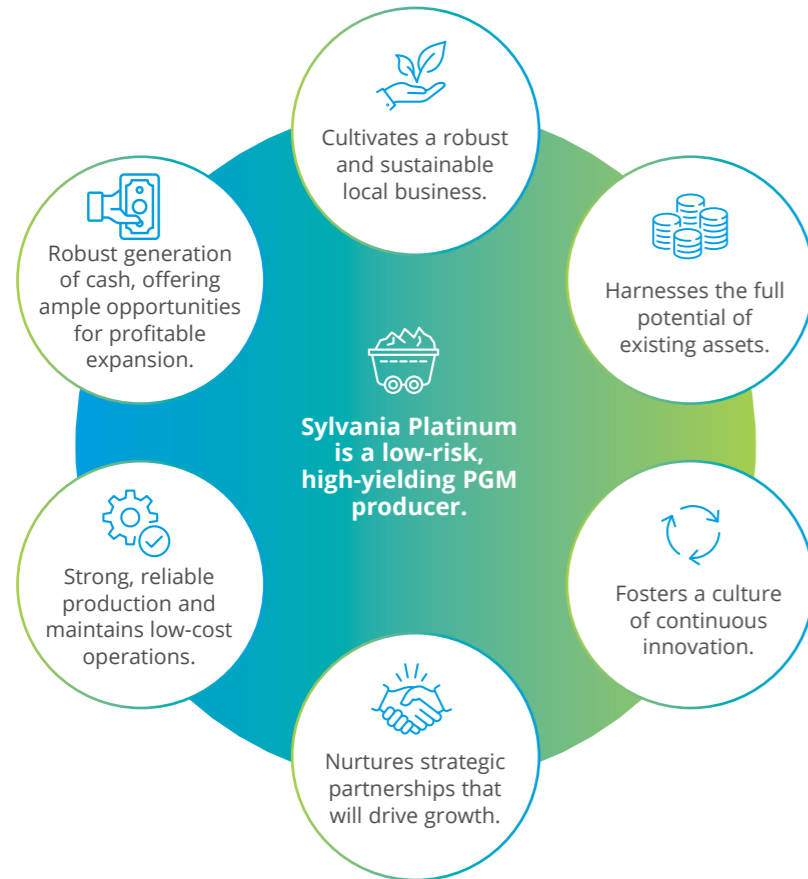 Cultivates a robust
and sustainable
local business.
Robust generation
of cash, offering
ample opportunities
for profitable
expansion.
Harnesses the full
potential of
existing assets.
Sylvania Platinum
is a low-risk,
high-yielding PGM
producer.
Strong, reliable
production and
maintains low-cost
operations.
Fosters a culture
of continuous
innovation.
Nurtures strategic
partnerships that
will drive growth.